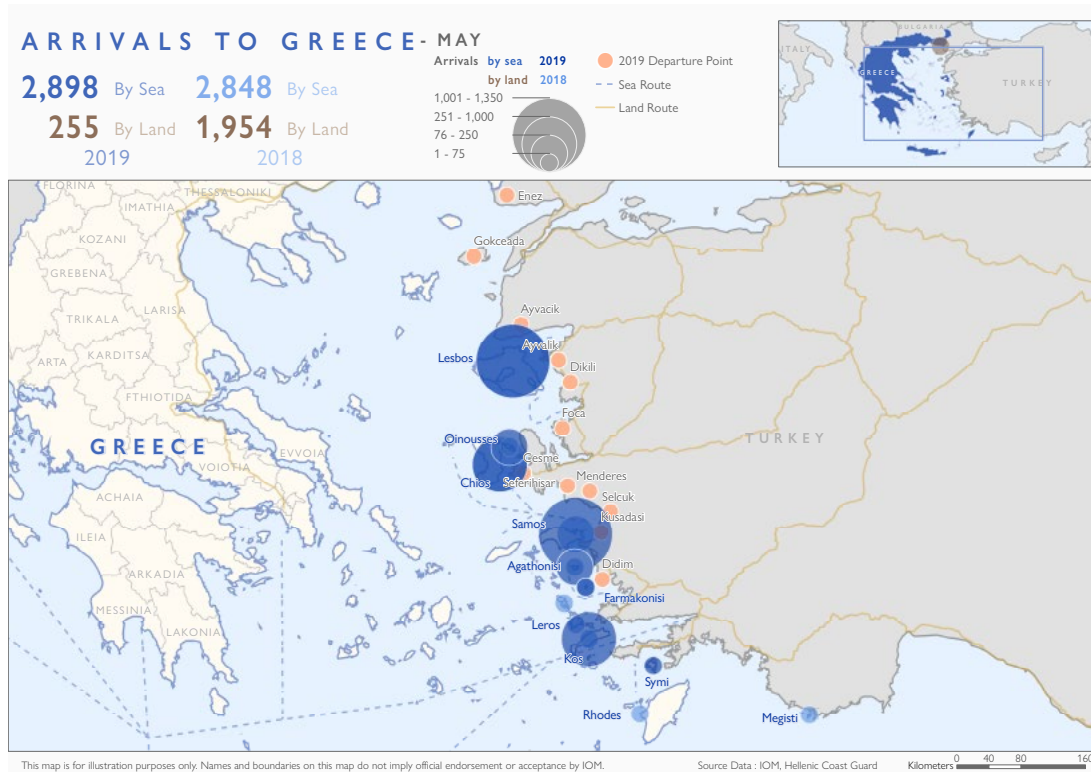 ARRIVALS TO GREECE - MAY
2,898 By Sea 2,848 By Sea
255 By Land 1,954 By Land
2019 2018
Arrivals by sea 2019
by land 2018
1,001 - 1,350
251 - 1,000
76 - 250
1 - 75
2019 Departure Point
Sea Route
Land Route
ITALY
BULGARIA
GREECE
TURKEY
FLORINA
THESSALONIKI
IMATHIA
KOZANI
GREBENA
LARISA
TRIKALA
KARDITSA
ARTA
FTHIOTIDA
GREECE
EVVOIA
VOIOTIA
ACHAIA
ILEIA
ARKADIA
MESSINIA
LAKONIA
Enez
Gokceada
Ayvacik
Lesbos
Ayvalik
Dikili
Foca
Oinousses
Cesme
Chios
Seferihisar
Menderes
Selcuk
Samos
Kusadasi
Agathonisi
Didim
Farmakonisi
Leros
Kos
Symi
Rhodes
Megisti
TURKEY
This map is for illustration purposes only. Names and boundaries on this map do not imply official endorsement or acceptance by IOM.
Source Data : IOM, Hellenic Coast Guard
Kilometers 0 40 80 160